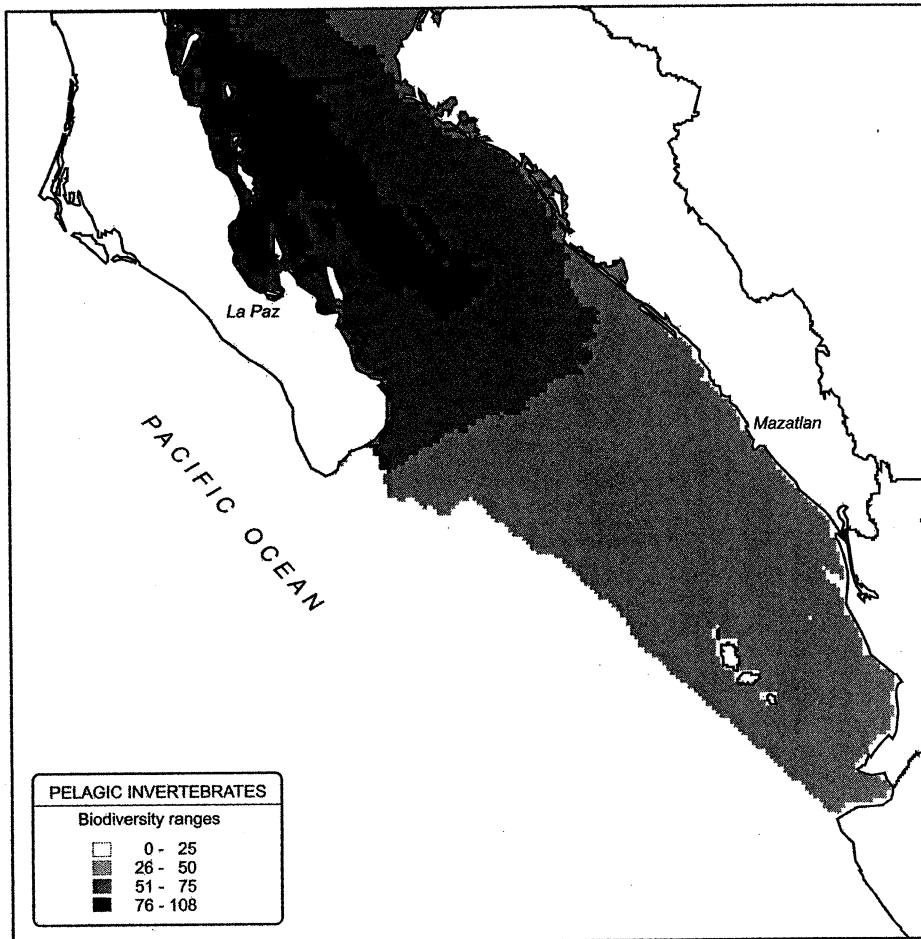 La Paz
Mazatlan
PACIFIC OCEAN
PELAGIC INVERTEBRATES
Biodiversity ranges
0 - 25
26 - 50
51 - 75
76 - 108